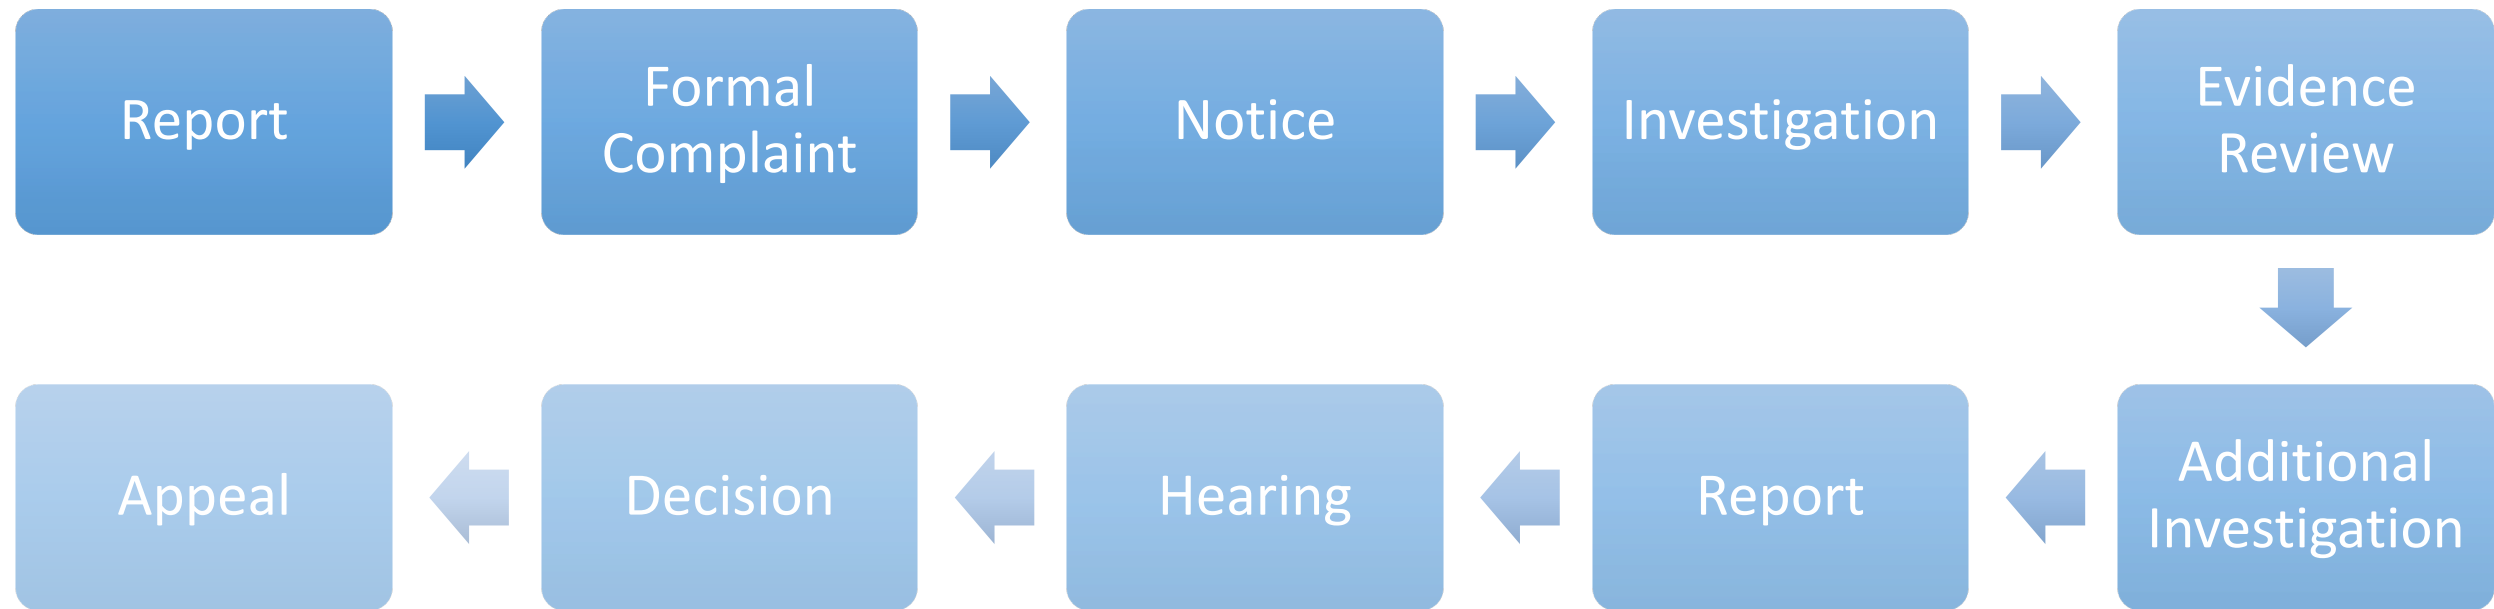 Report
Formal
Complaint
Notice
Investigation
Evidence
Review
Additional
Investigation
Report
Hearing
Decision
Appeal